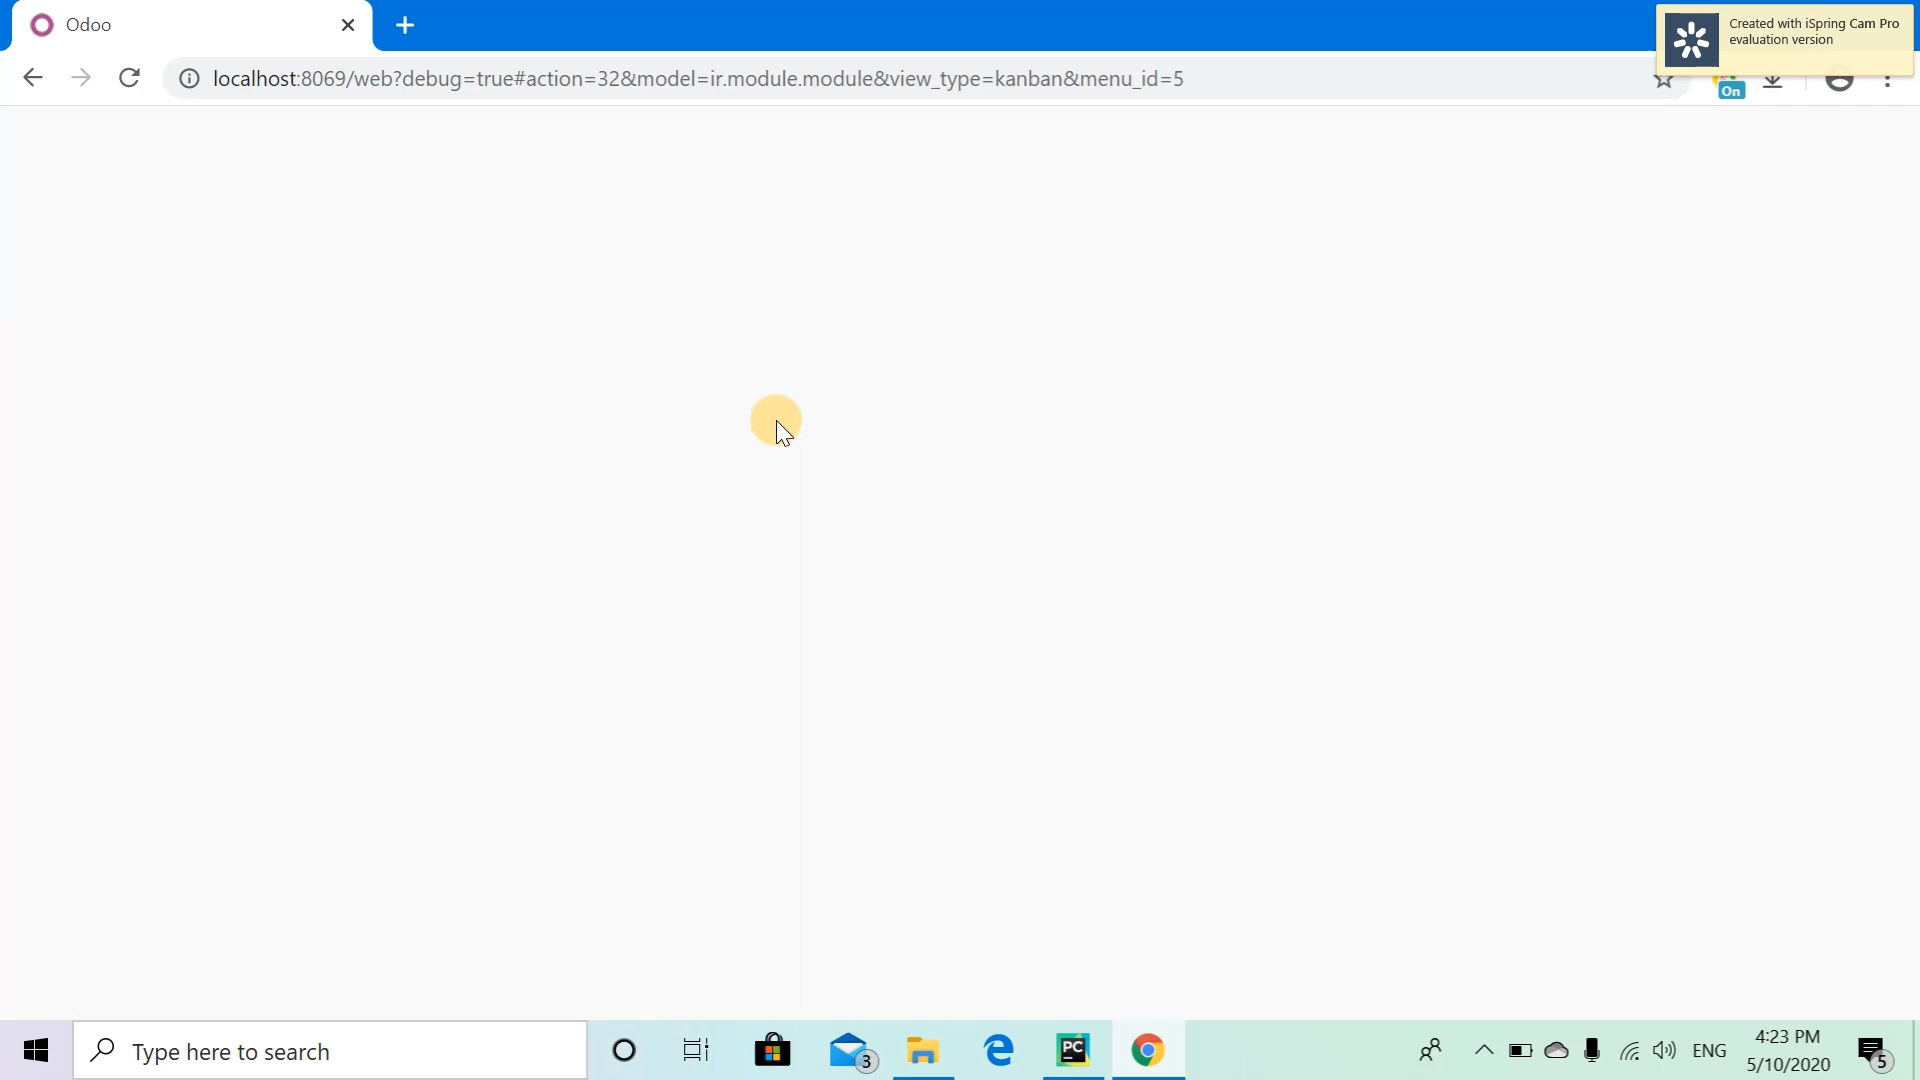 Odoo
Created with iSpring Cam Pro
evaluation version
localhost:8069/web?debug=true#action=32&model=ir.module.module&view_type=kanban&menu_id=5
On
Type here to search
3
PC
ENG
4:23 PM
5/10/2020
5